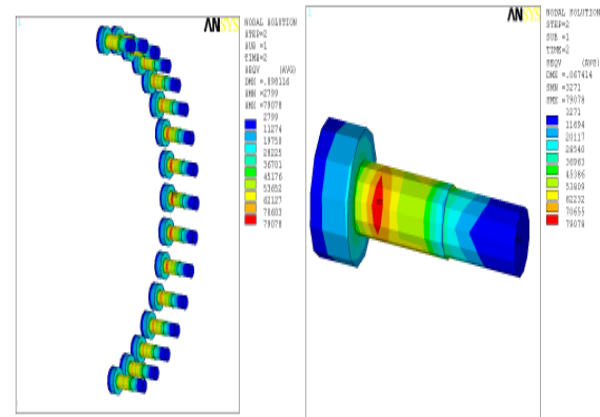 1
ANSYS
NODAL SOLUTION
STEP=2
SUB =1
TIME=2
SEQV (AVG)
DMX =.898116
SMN =2799
SMX =79078
2799
11274
19750
28225
36701
45176
53652
62127
70603
79078
1
ANSYS
NODAL SOLUTION
STEP=2
SUB =1
TIME=2
SEQV (AVG)
DMX =.067414
SMN =3271
SMX =79078
3271
11694
20117
28540
36963
45386
53809
62232
70655
79078